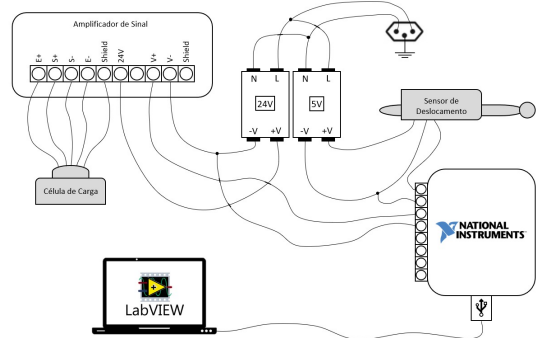 Amplificador de Sinal
E+
S+
S-
E-
Shield
24V
V+
V-
Shield
N L
24V
-V +V
N L
5V
-V +V
Sensor de
Deslocamento
Célula de Carga
NATIONAL
INSTRUMENTS
LabVIEW